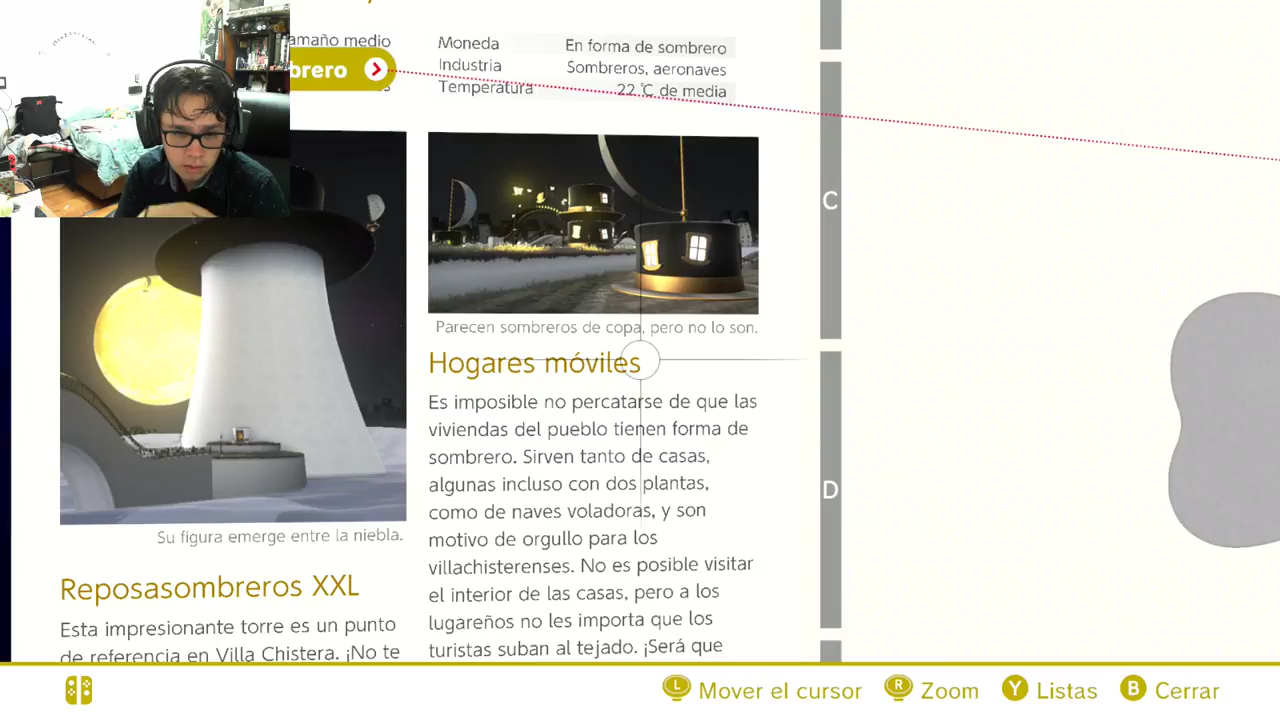 amaño medio
brero
Moneda En forma de sombrero
Industria Sombreros, aeronaves
Temperatura 22 ℃ de media
Su figura emerge entre la niebla.
Reposasombreros XXL
Esta impresionante torre es un punto
de referencia en Villa Chistera. ¡No te
Parecen sombreros de copa, pero no lo son.
Hogares móviles
Es imposible no percatarse de que las
viviendas del pueblo tienen forma de
sombrero. Sirven tanto de casas,
algunas incluso con dos plantas,
como de naves voladoras, y son
motivo de orgullo para los
villachisterenses. No es posible visitar
el interior de las casas, pero a los
lugareños no les importa que los
turistas suban al tejado. ¡Será que
C
D
L Mover el cursor R Zoom Y Listas B Cerrar